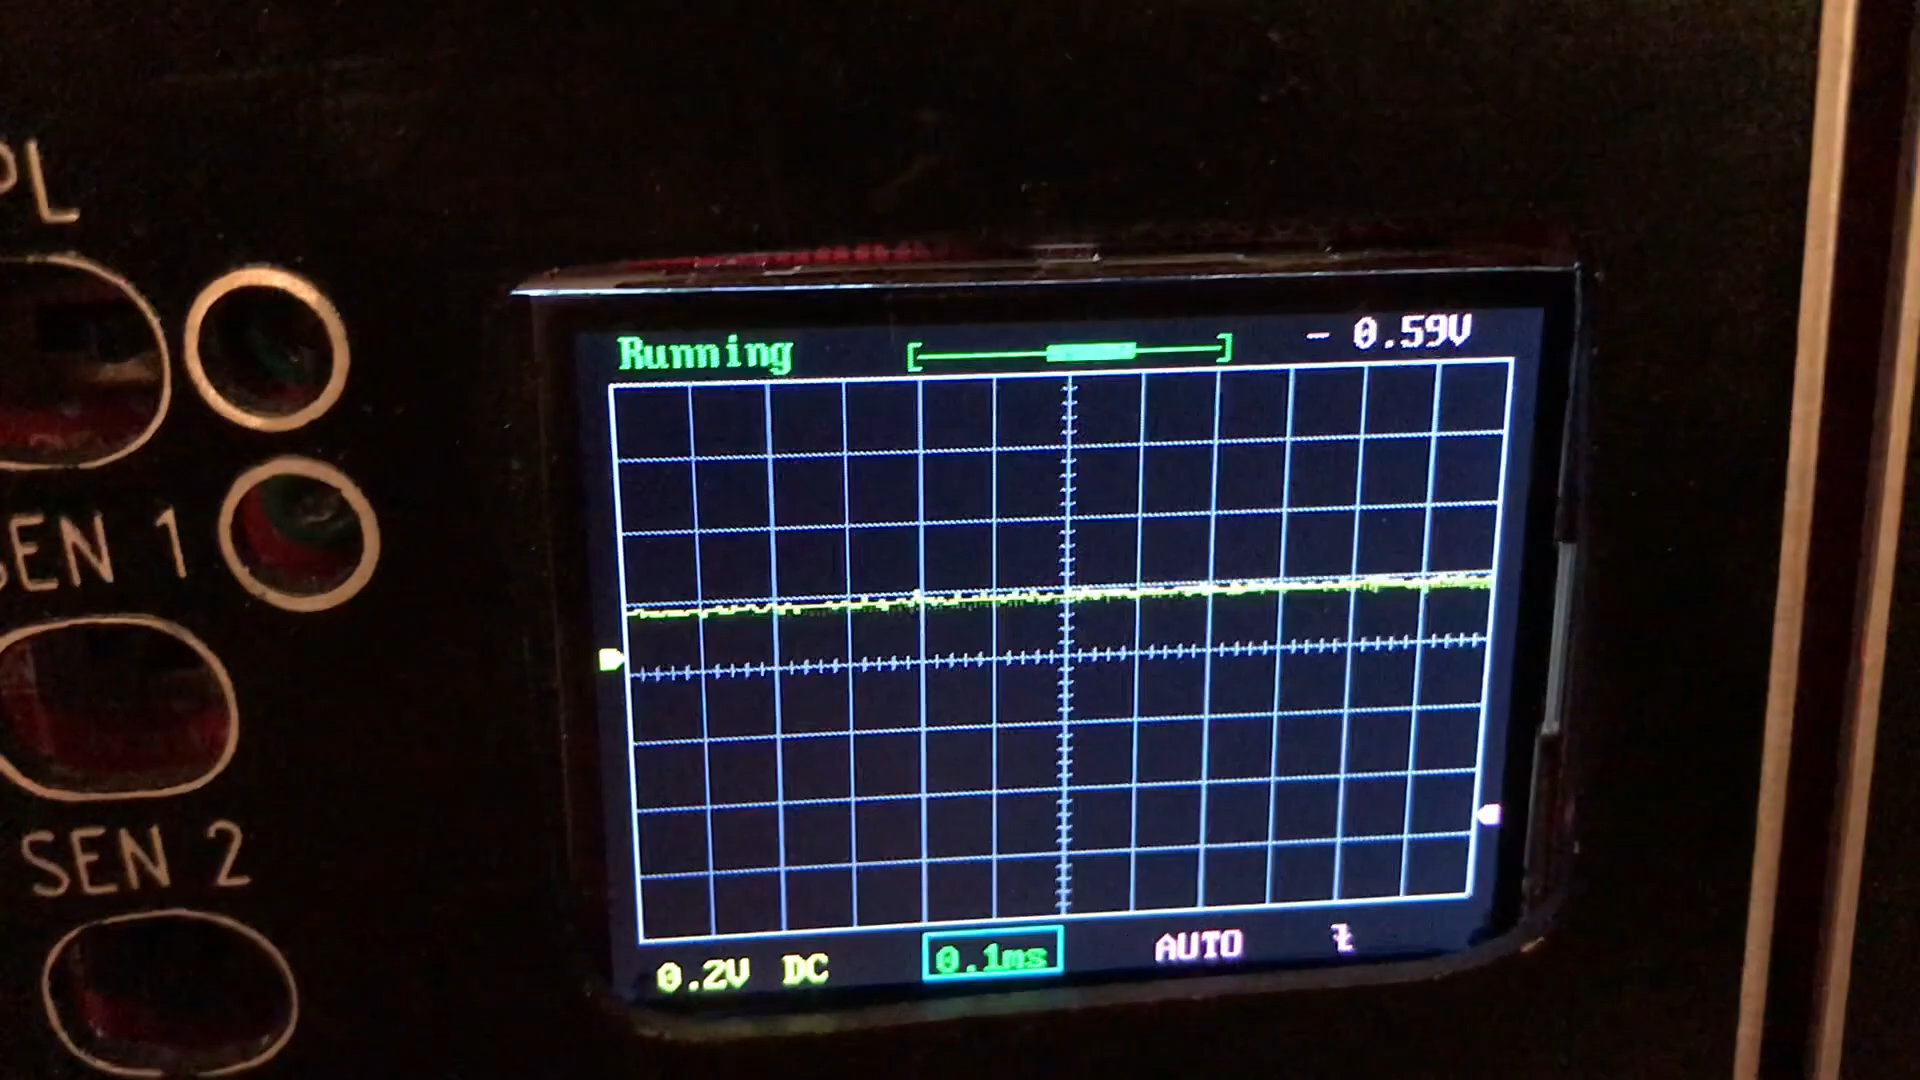 Running
- 0.59V
PL
SEN 1
SEN 2
0.2V DC 0.1ms AUTO